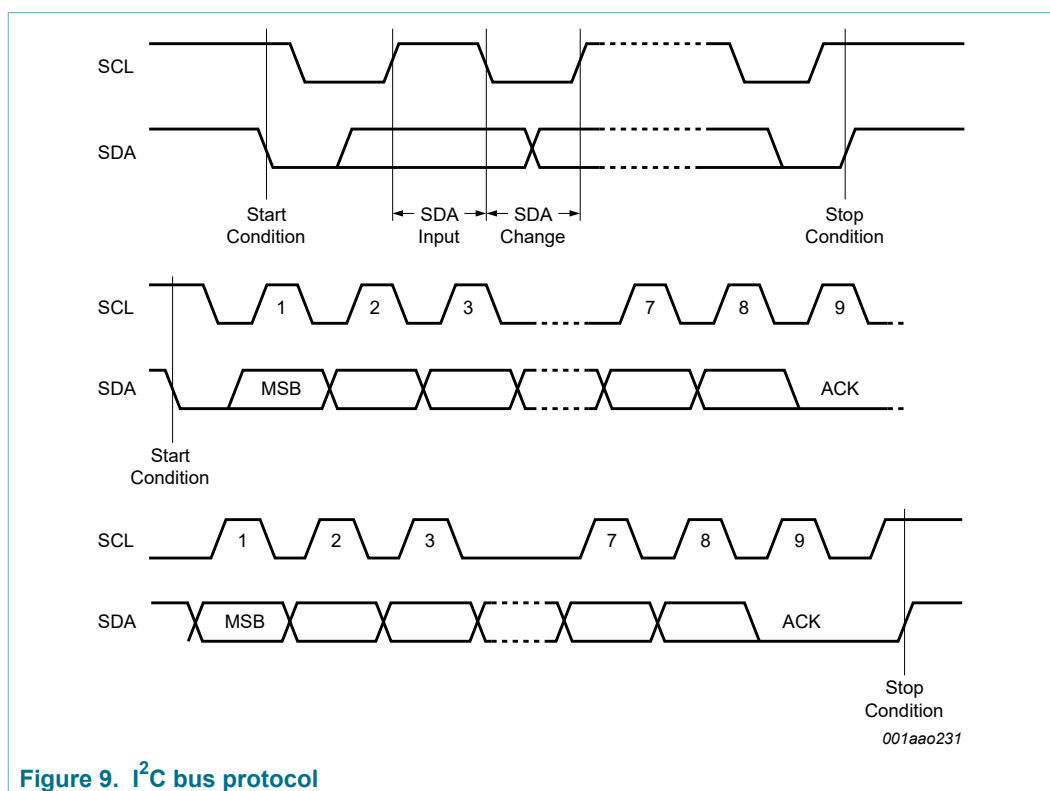 SCL
SDA
Start
Condition
SDA
Input
SDA
Change
Stop
Condition
SCL
1 2 3 7 8 9
SDA
MSB ACK
Start
Condition
SCL
1 2 3 7 8 9
SDA
MSB ACK
Stop
Condition
001aao231
Figure 9. I²C bus protocol